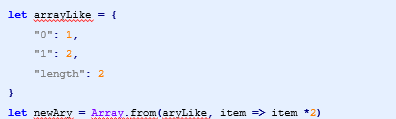 let arrayLike = {
    "0": 1,
    "1": 2,
    "length": 2
}
let newAry = Array.from(aryLike, item => item *2)